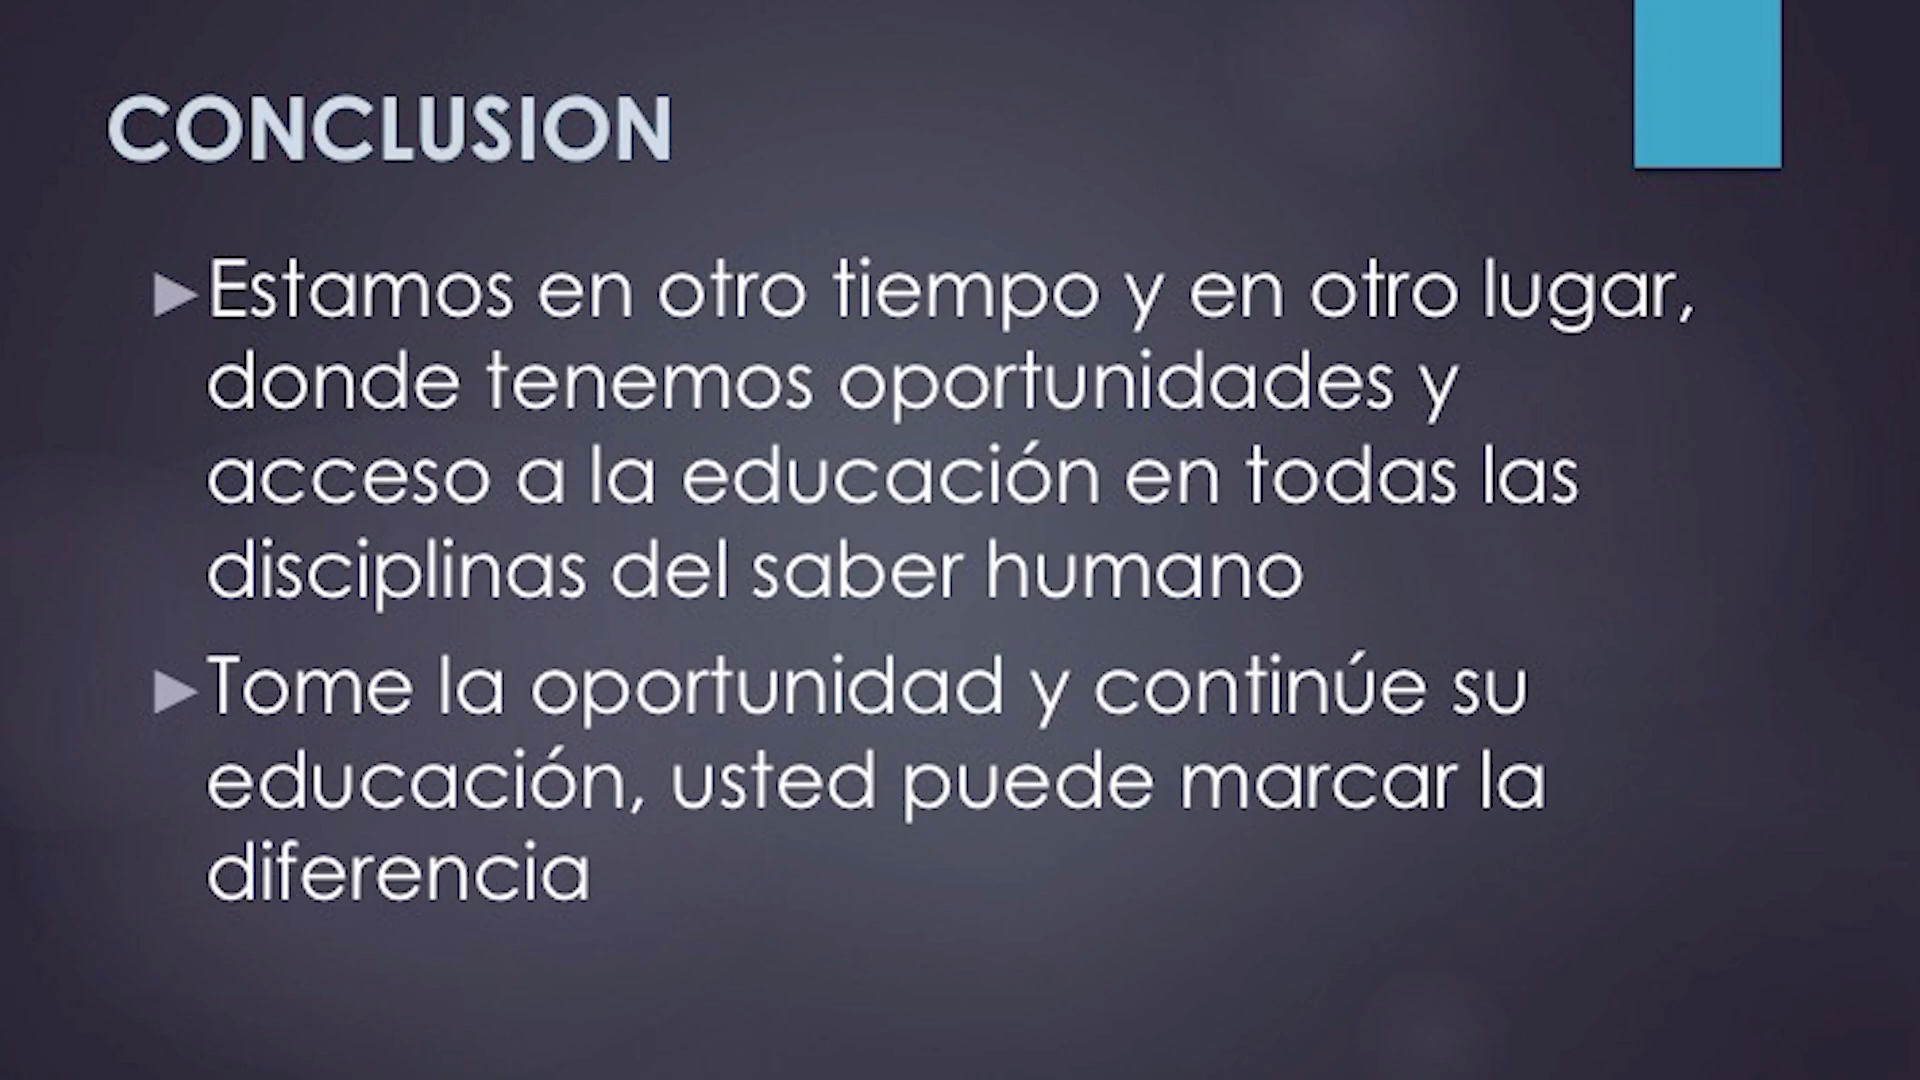 CONCLUSION
Estamos en otro tiempo y en otro lugar,
donde tenemos oportunidades y
acceso a la educación en todas las
disciplinas del saber humano
Tome la oportunidad y continúe su
educación, usted puede marcar la
diferencia